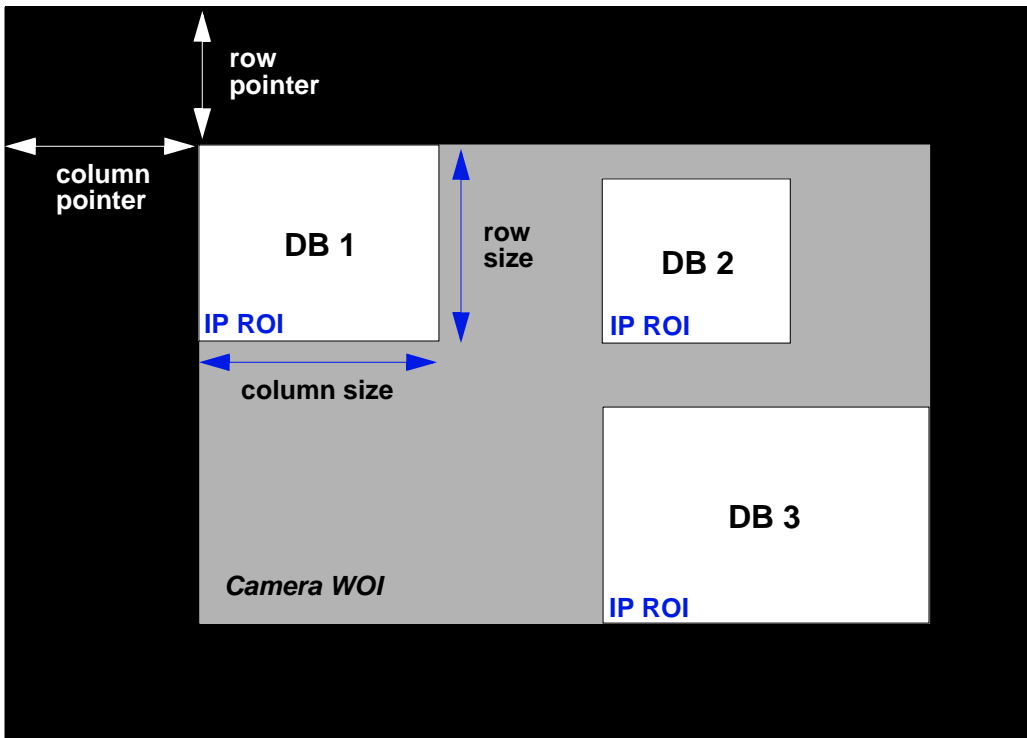 row
pointer
column
pointer
DB 1
row
size
DB 2
IP ROI
IP ROI
column size
DB 3
Camera WOI
IP ROI